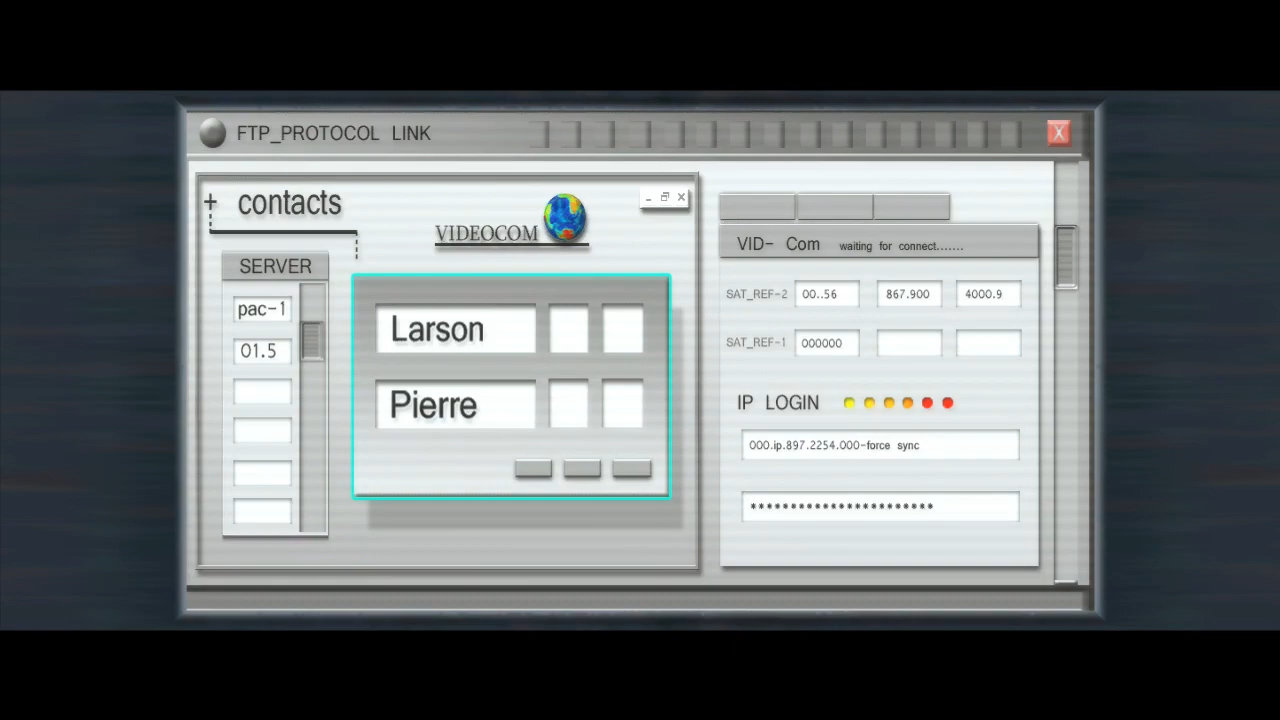 FTP_PROTOCOL LINK
X
+ contacts
VIDEOCOM
SERVER
pac-1
01.5
Larson
Pierre
VID- Com waiting for connect.......
SAT_REF-2 00..56 867.900 4000.9
SAT_REF-1 000000
IP LOGIN
000.ip.897.2254.000-force sync
***********************